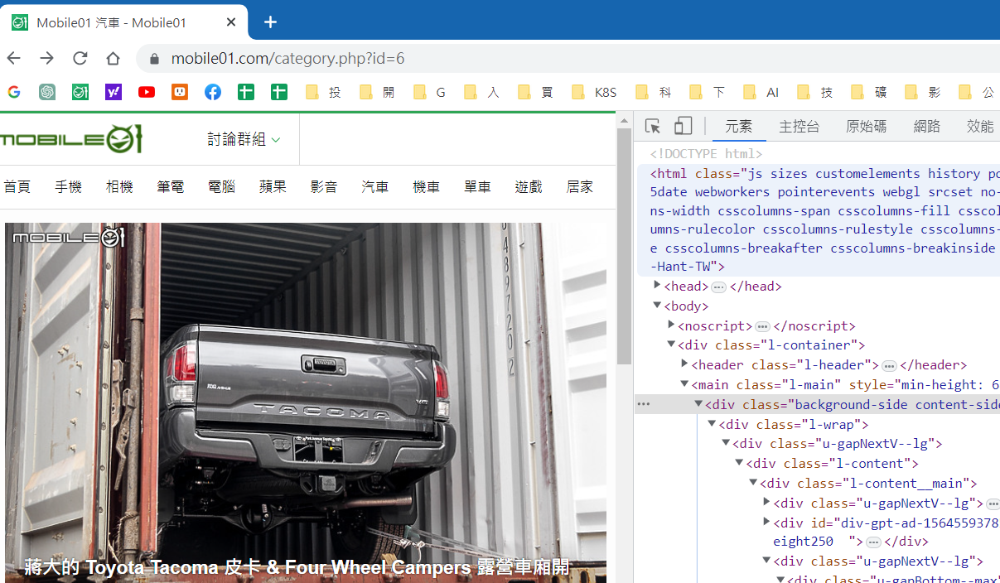 Mobile01 汽車 - Mobile01
mobile01.com/category.php?id=6
投 開 G 入 買 K8S 科 下 AI 技 礦 影 公
MOBILE01 討論群組
首頁 手機 相機 筆電 電腦 蘋果 影音 汽車 機車 單車 遊戲 居家
MOBILE01
489720 2
TOYOTA
TACOMA
V6
蔣大的 Toyota Tacoma 皮卡 & Four Wheel Campers 露營車廂開
元素 主控台 原始碼 網路 效能
<!DOCTYPE html>
<html class="js sizes customelements history po
5date webworkers pointerevents webgl srcset no-
ns-width csscolumns-span csscolumns-fill csscol
umns-rulecolor csscolumns-rulestyle csscolumns-
e csscolumns-breakafter csscolumns-breakinside
-Hant-TW">
<head> ⋯ </head>
<body>
<noscript> ⋯ </noscript>
<div class="l-container">
<header class="l-header"> ⋯ </header>
<main class="l-main" style="min-height: 6
<div class="background-side content-side
<div class="l-wrap">
<div class="u-gapNextV--lg">
<div class="l-content">
<div class="l-content__main">
<div class="u-gapNextV--lg"> ⋯
<div id="div-gpt-ad-1564559378
eight250 "> ⋯ </div>
<div class="u-gapNextV--lg">
<div class="u-gapBottom--max